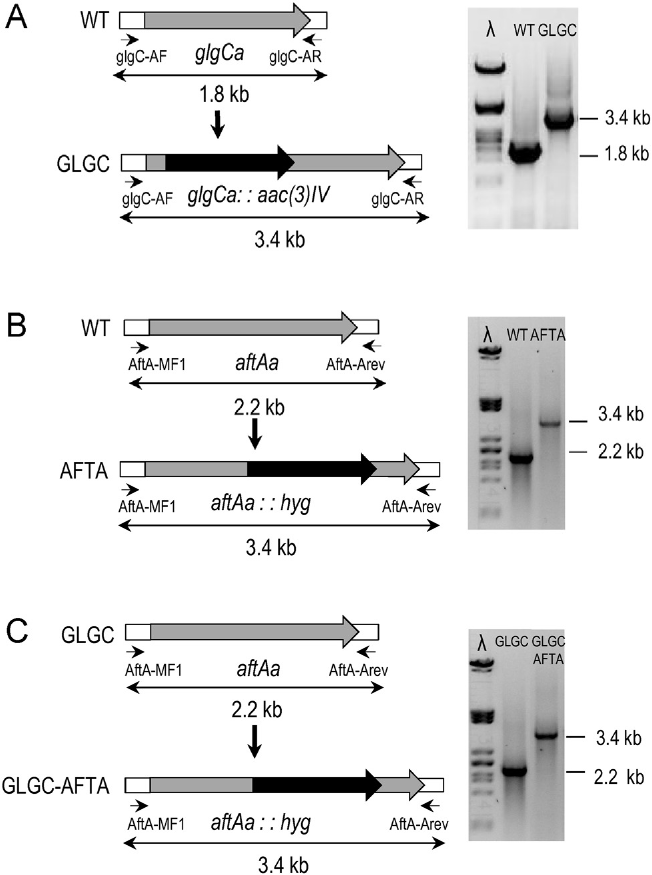 A
WT
glgC-AF
glgCa
glgC-AR
1.8 kb
GLGC
glgC-AF
glgCa: : aac(3)IV
glgC-AR
3.4 kb
λ
WT
GLGC
3.4 kb
1.8 kb
B
WT
AftA-MF1
aftAa
AftA-Arev
2.2 kb
AFTA
AftA-MF1
aftAa : : hyg
AftA-Arev
3.4 kb
λ
WT
AFTA
3.4 kb
2.2 kb
C
GLGC
AftA-MF1
aftAa
AftA-Arev
2.2 kb
GLGC-AFTA
AftA-MF1
aftAa : : hyg
AftA-Arev
3.4 kb
λ
GLGC
GLGC
AFTA
3.4 kb
2.2 kb